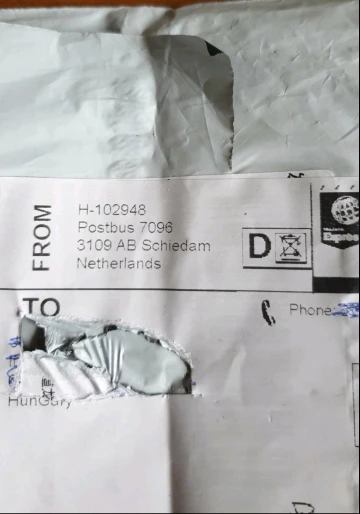 FROM
H-102948
Postbus 7096
3109 AB Schiedam
Netherlands
D
TO
Phone:
HunGary